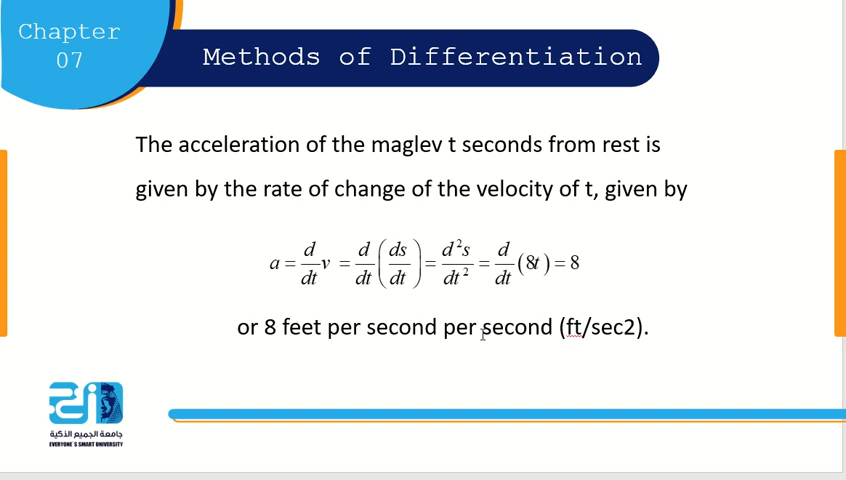 Chapter
07
Methods of Differentiation
The acceleration of the maglev t seconds from rest is
given by the rate of change of the velocity of t, given by
a = d/dt v = d/dt (ds/dt) = d²s/dt² = d/dt (8t) = 8
or 8 feet per second per second (ft/sec2).
جامعة الجميع الذكية
EVERYONE'S SMART UNIVERSITY